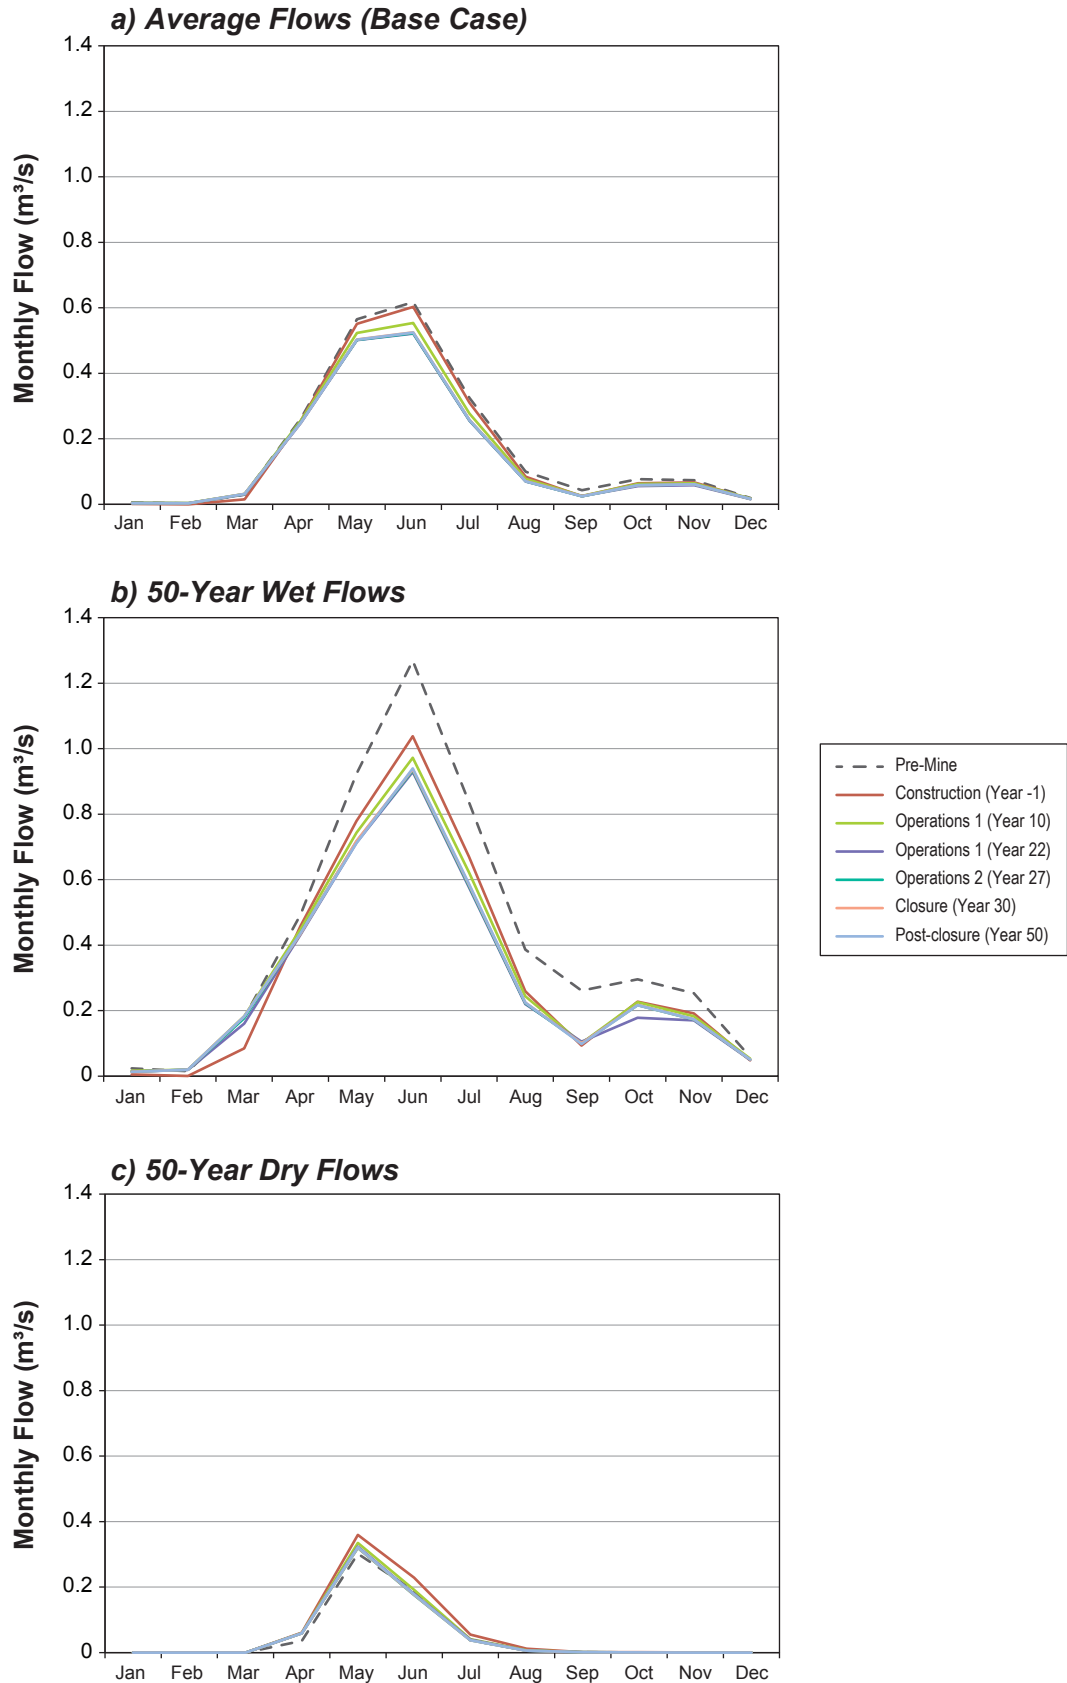 a) Average Flows (Base Case)
Monthly Flow (m³/s)
1.4
1.2
1.0
0.8
0.6
0.4
0.2
0
Jan Feb Mar Apr May Jun Jul Aug Sep Oct Nov Dec
b) 50-Year Wet Flows
Monthly Flow (m³/s)
1.4
1.2
1.0
0.8
0.6
0.4
0.2
0
Jan Feb Mar Apr May Jun Jul Aug Sep Oct Nov Dec
Pre-Mine
Construction (Year -1)
Operations 1 (Year 10)
Operations 1 (Year 22)
Operations 2 (Year 27)
Closure (Year 30)
Post-closure (Year 50)
c) 50-Year Dry Flows
Monthly Flow (m³/s)
1.4
1.2
1.0
0.8
0.6
0.4
0.2
0
Jan Feb Mar Apr May Jun Jul Aug Sep Oct Nov Dec